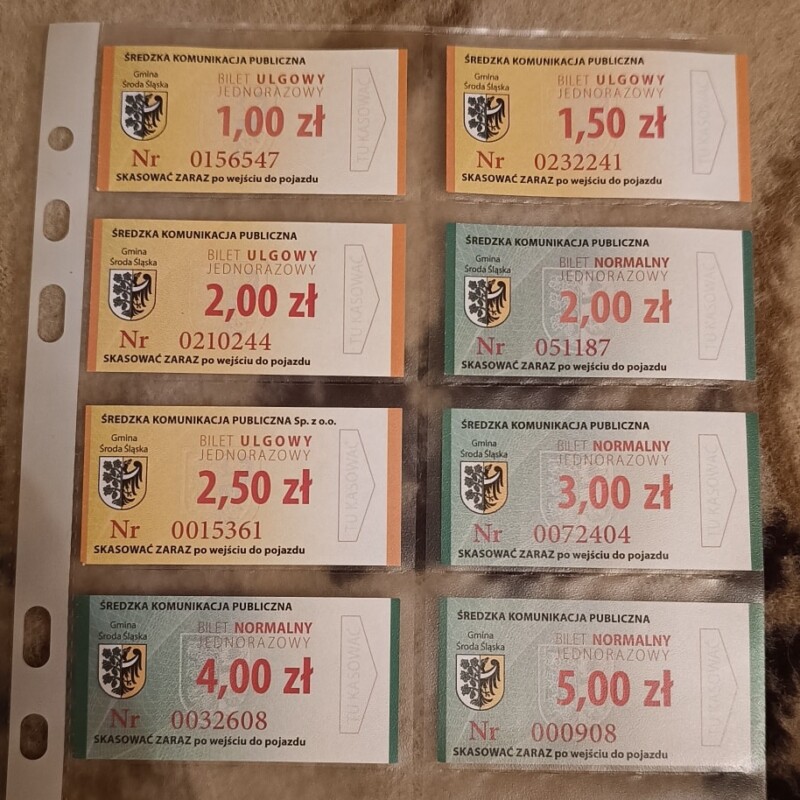 ŚREDZKA KOMUNIKACJA PUBLICZNA
Gmina
Środa Śląska
BILET ULGOWY
JEDNORAZOWY
1,00 zł
TU KASOWAĆ
Nr 0156547
SKASOWAĆ ZARAZ po wejściu do pojazdu
ŚREDZKA KOMUNIKACJA PUBLICZNA
Gmina
Środa Śląska
BILET ULGOWY
JEDNORAZOWY
1,50 zł
TU KASOWAĆ
Nr 0232241
SKASOWAĆ ZARAZ po wejściu do pojazdu
ŚREDZKA KOMUNIKACJA PUBLICZNA
Gmina
Środa Śląska
BILET ULGOWY
JEDNORAZOWY
2,00 zł
TU KASOWAĆ
Nr 0210244
SKASOWAĆ ZARAZ po wejściu do pojazdu
ŚREDZKA KOMUNIKACJA PUBLICZNA
Gmina
Środa Śląska
BILET NORMALNY
JEDNORAZOWY
2,00 zł
TU KASOWAĆ
Nr 051187
SKASOWAĆ ZARAZ po wejściu do pojazdu
ŚREDZKA KOMUNIKACJA PUBLICZNA Sp. z o.o.
Gmina
Środa Śląska
BILET ULGOWY
JEDNORAZOWY
2,50 zł
TU KASOWAĆ
Nr 0015361
SKASOWAĆ ZARAZ po wejściu do pojazdu
ŚREDZKA KOMUNIKACJA PUBLICZNA
Gmina
Środa Śląska
BILET NORMALNY
JEDNORAZOWY
3,00 zł
TU KASOWAĆ
Nr 0072404
SKASOWAĆ ZARAZ po wejściu do pojazdu
ŚREDZKA KOMUNIKACJA PUBLICZNA
Gmina
Środa Śląska
BILET NORMALNY
JEDNORAZOWY
4,00 zł
TU KASOWAĆ
Nr 0032608
SKASOWAĆ ZARAZ po wejściu do pojazdu
ŚREDZKA KOMUNIKACJA PUBLICZNA
Gmina
Środa Śląska
BILET NORMALNY
JEDNORAZOWY
5,00 zł
TU KASOWAĆ
Nr 000908
SKASOWAĆ ZARAZ po wejściu do pojazdu